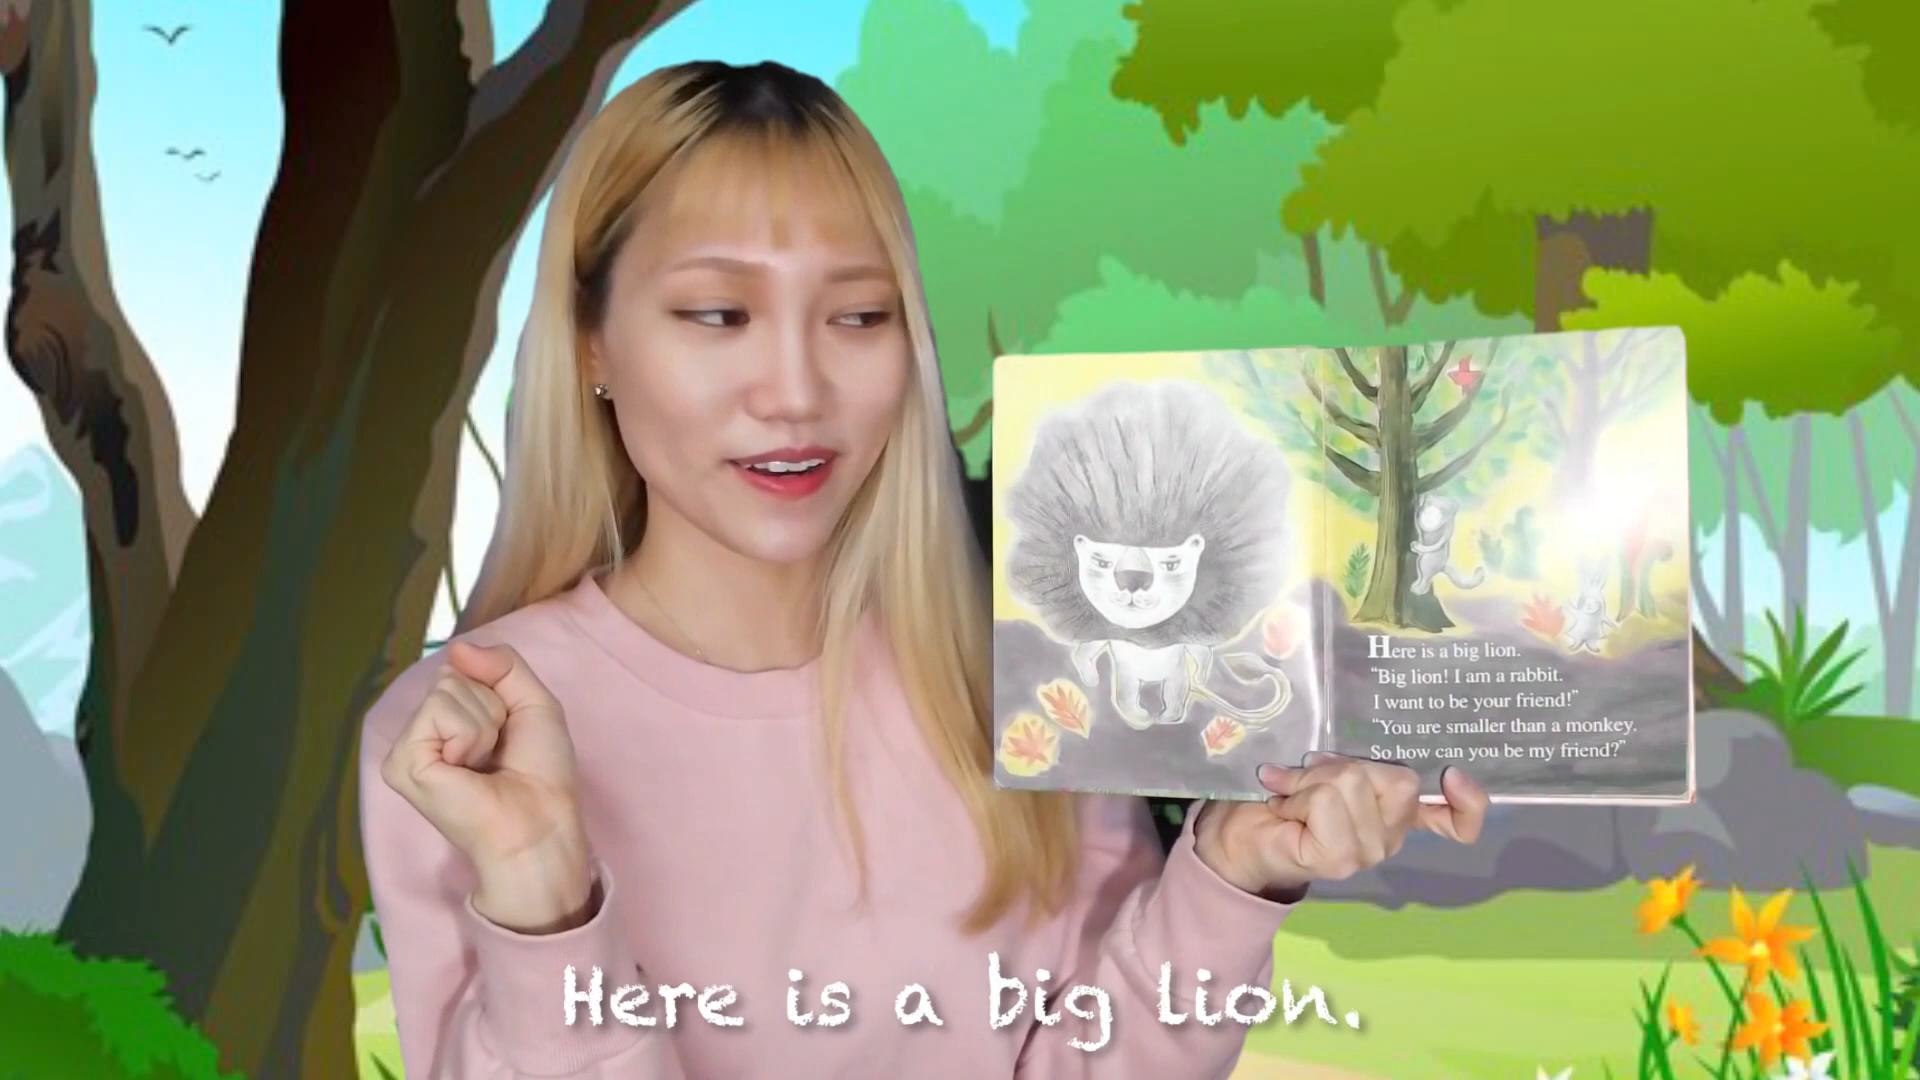 Here is a big lion.
"Big lion! I am a rabbit.
I want to be your friend!"
"You are smaller than a monkey.
So how can you be my friend?"
Here is a big lion.